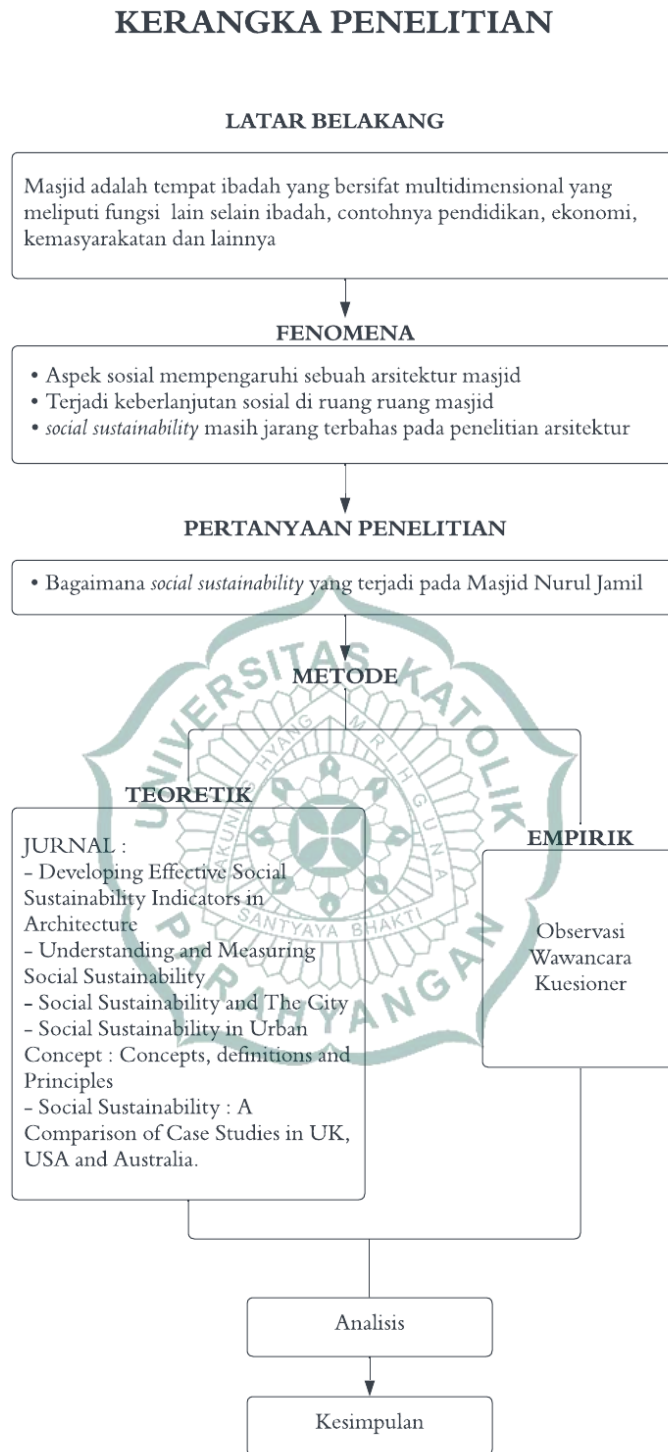 KERANGKA PENELITIAN
LATAR BELAKANG
Masjid adalah tempat ibadah yang bersifat multidimensional yang
meliputi fungsi lain selain ibadah, contohnya pendidikan, ekonomi,
kemasyarakatan dan lainnya
FENOMENA
• Aspek sosial mempengaruhi sebuah arsitektur masjid
• Terjadi keberlanjutan sosial di ruang ruang masjid
• social sustainability masih jarang terbahas pada penelitian arsitektur
PERTANYAAN PENELITIAN
• Bagaimana social sustainability yang terjadi pada Masjid Nurul Jamil
METODE
TEORETIK
JURNAL :
- Developing Effective Social
Sustainability Indicators in
Architecture
- Understanding and Measuring
Social Sustainability
- Social Sustainability and The City
- Social Sustainability in Urban
Concept : Concepts, definitions and
Principles
- Social Sustainability : A
Comparison of Case Studies in UK,
USA and Australia.
EMPIRIK
Observasi
Wawancara
Kuesioner
Analisis
Kesimpulan
UNIVERSITAS KATOLIK
PARAHYANGAN
HYANG
SANTYAYA BHAKTI